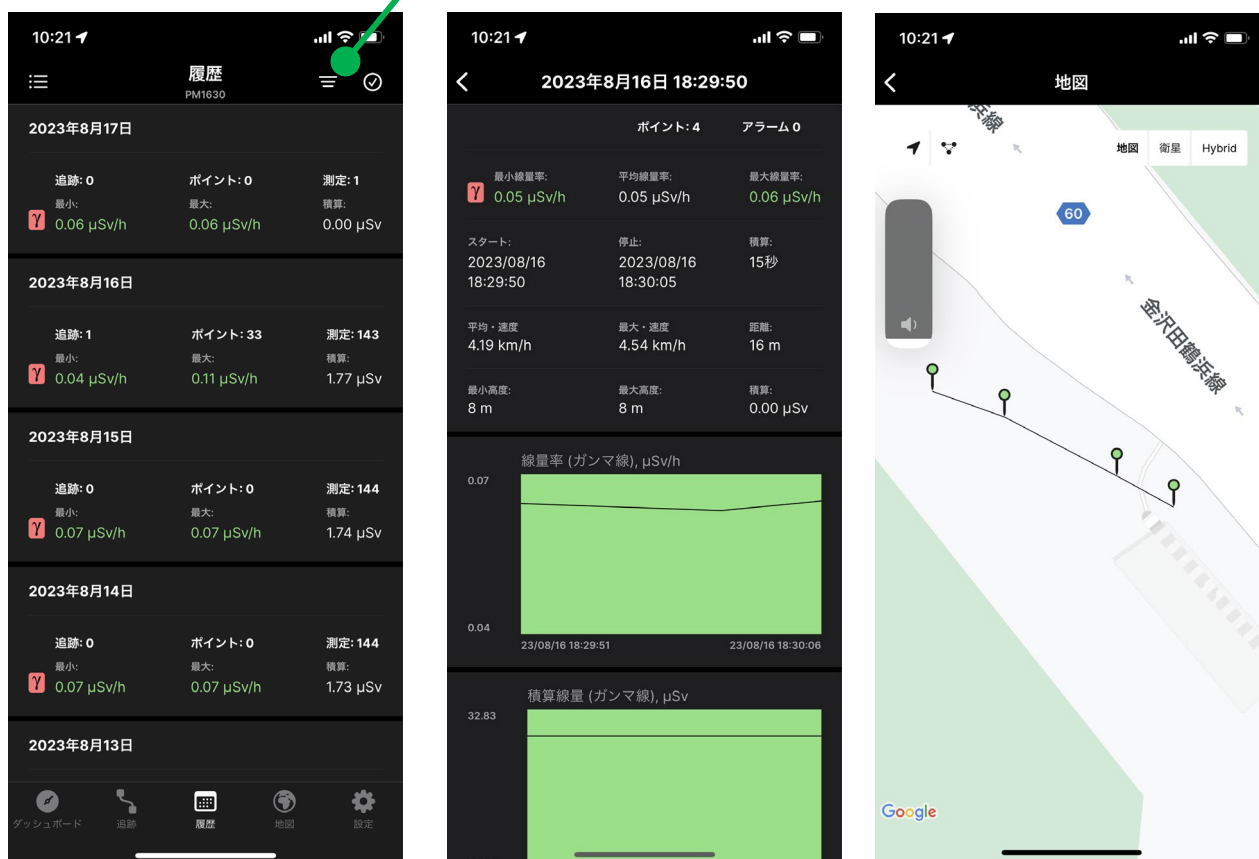 10:21
履歴
PM1630
2023年8月17日
追跡: 0 ポイント: 0 測定: 1
最小: 最大: 積算:
γ 0.06 μSv/h 0.06 μSv/h 0.00 μSv
2023年8月16日
追跡: 1 ポイント: 33 測定: 143
最小: 最大: 積算:
γ 0.04 μSv/h 0.11 μSv/h 1.77 μSv
2023年8月15日
追跡: 0 ポイント: 0 測定: 144
最小: 最大: 積算:
γ 0.07 μSv/h 0.07 μSv/h 1.74 μSv
2023年8月14日
追跡: 0 ポイント: 0 測定: 144
最小: 最大: 積算:
γ 0.07 μSv/h 0.07 μSv/h 1.73 μSv
2023年8月13日
ダッシュボード 追跡 履歴 地図 設定
10:21
2023年8月16日 18:29:50
ポイント: 4 アラーム 0
最小線量率: 平均線量率: 最大線量率:
γ 0.05 μSv/h 0.05 μSv/h 0.06 μSv/h
スタート: 停止: 積算:
2023/08/16 2023/08/16 15秒
18:29:50 18:30:05
平均・速度 最大・速度 距離:
4.19 km/h 4.54 km/h 16 m
最小高度: 最大高度: 積算:
8 m 8 m 0.00 μSv
線量率 (ガンマ線), μSv/h
0.07
0.04
23/08/16 18:29:51 23/08/16 18:30:06
積算線量 (ガンマ線), μSv
32.83
10:21
地図
浜線
地図 衛星 Hybrid
60
金沢田鶴浜線
Google